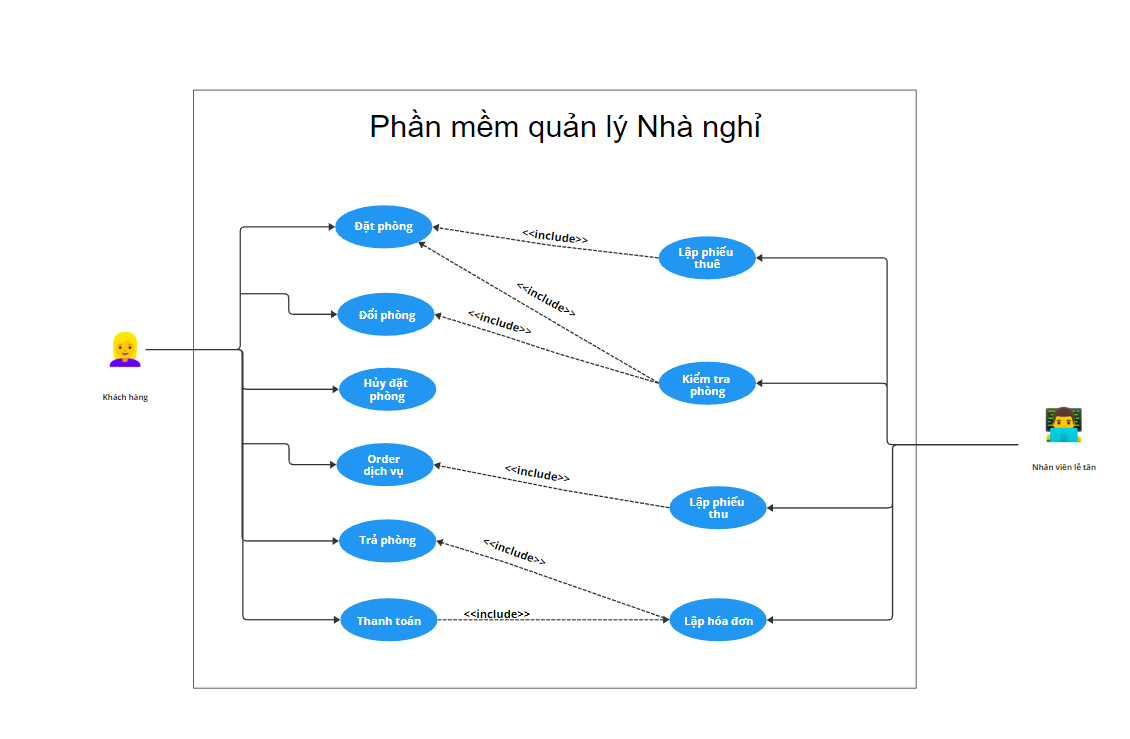 Phần mềm quản lý Nhà nghỉ
Đặt phòng
<<include>>
Lập phiếu
thuê
<<include>>
Đổi phòng
<<include>>
Khách hàng
Hủy đặt
phòng
Kiểm tra
phòng
Nhân viên lễ tân
Order
dịch vụ
<<include>>
Lập phiếu
thu
Trả phòng
<<include>>
Thanh toán
<<include>>
Lập hóa đơn